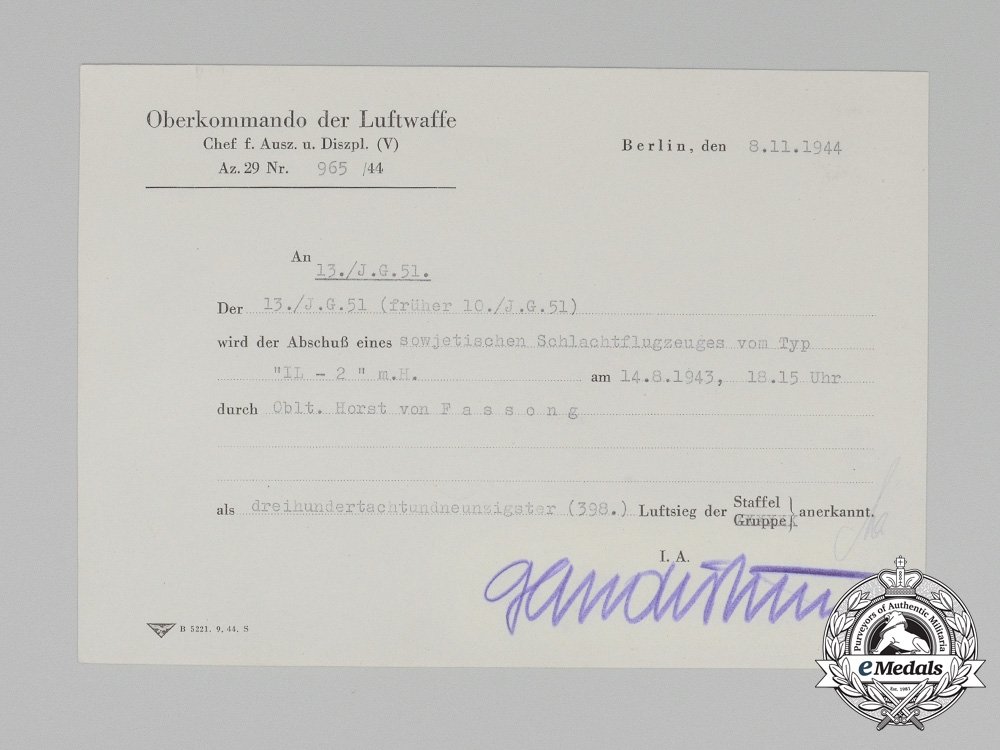 Oberkommando der Luftwaffe
Chef f. Ausz. u. Diszpl. (V)
Az. 29 Nr. 965 /44
Berlin, den 8.11.1944
An
13./J.G.51.
Der 13./J.G.51 (früher 10./J.G.51)
wird der Abschuß eines sowjetischen Schlachtflugzeuges vom Typ
"IL - 2 " m.H. am 14.8.1943, 18.15 Uhr
durch Oblt. Horst von F a s s o n g
als dreihundertachtundneunzigster (398.) Luftsieg der Staffel Gruppe anerkannt.
I. A.
B 5221. 9. 44. S
Purveyors of Authentic Militaria
eMedals
Est. 1967